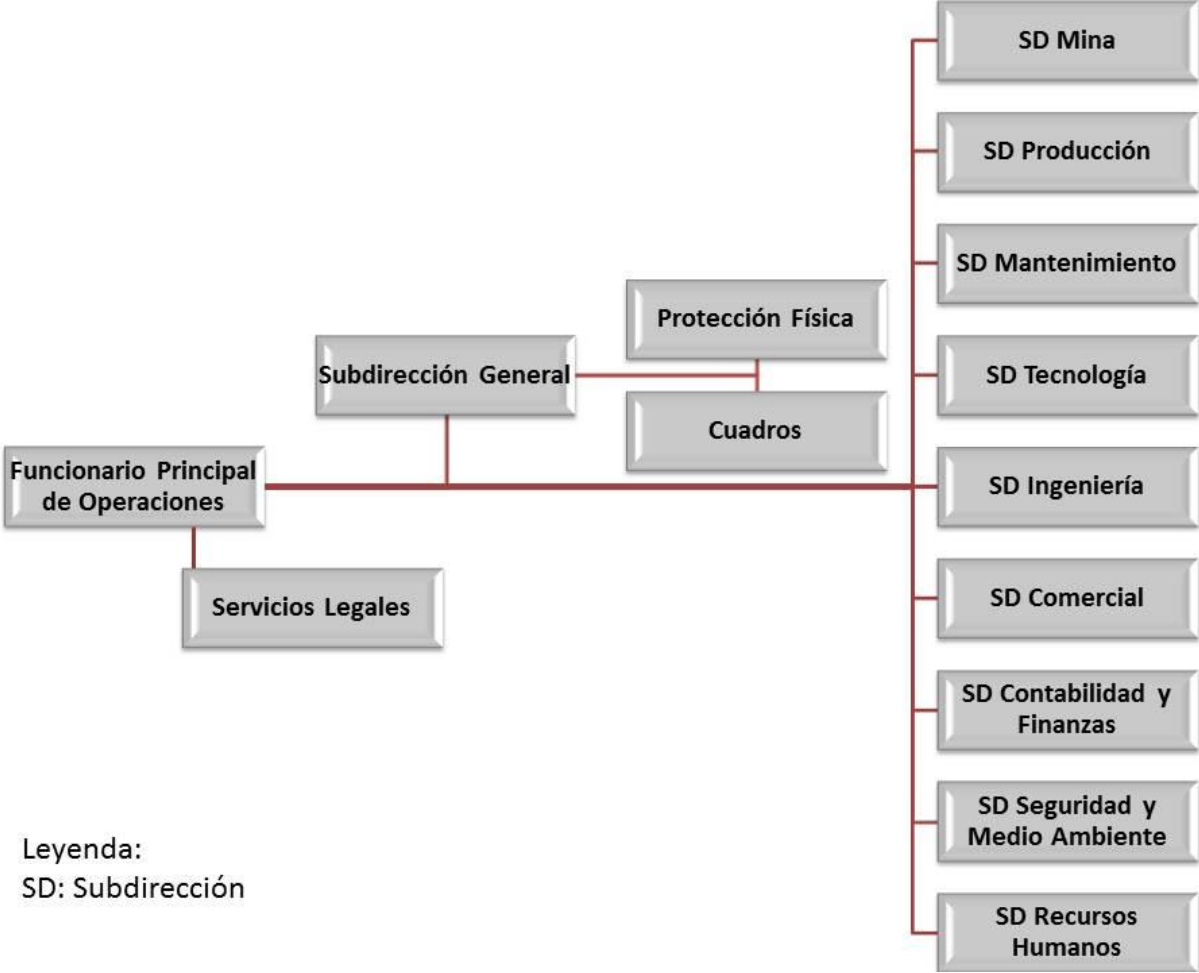 SD Mina
SD Producción
SD Mantenimiento
Protección Física
Subdirección General
SD Tecnología
Cuadros
Funcionario Principal
de Operaciones
SD Ingeniería
Servicios Legales
SD Comercial
SD Contabilidad y
Finanzas
SD Seguridad y
Medio Ambiente
Leyenda:
SD: Subdirección
SD Recursos
Humanos